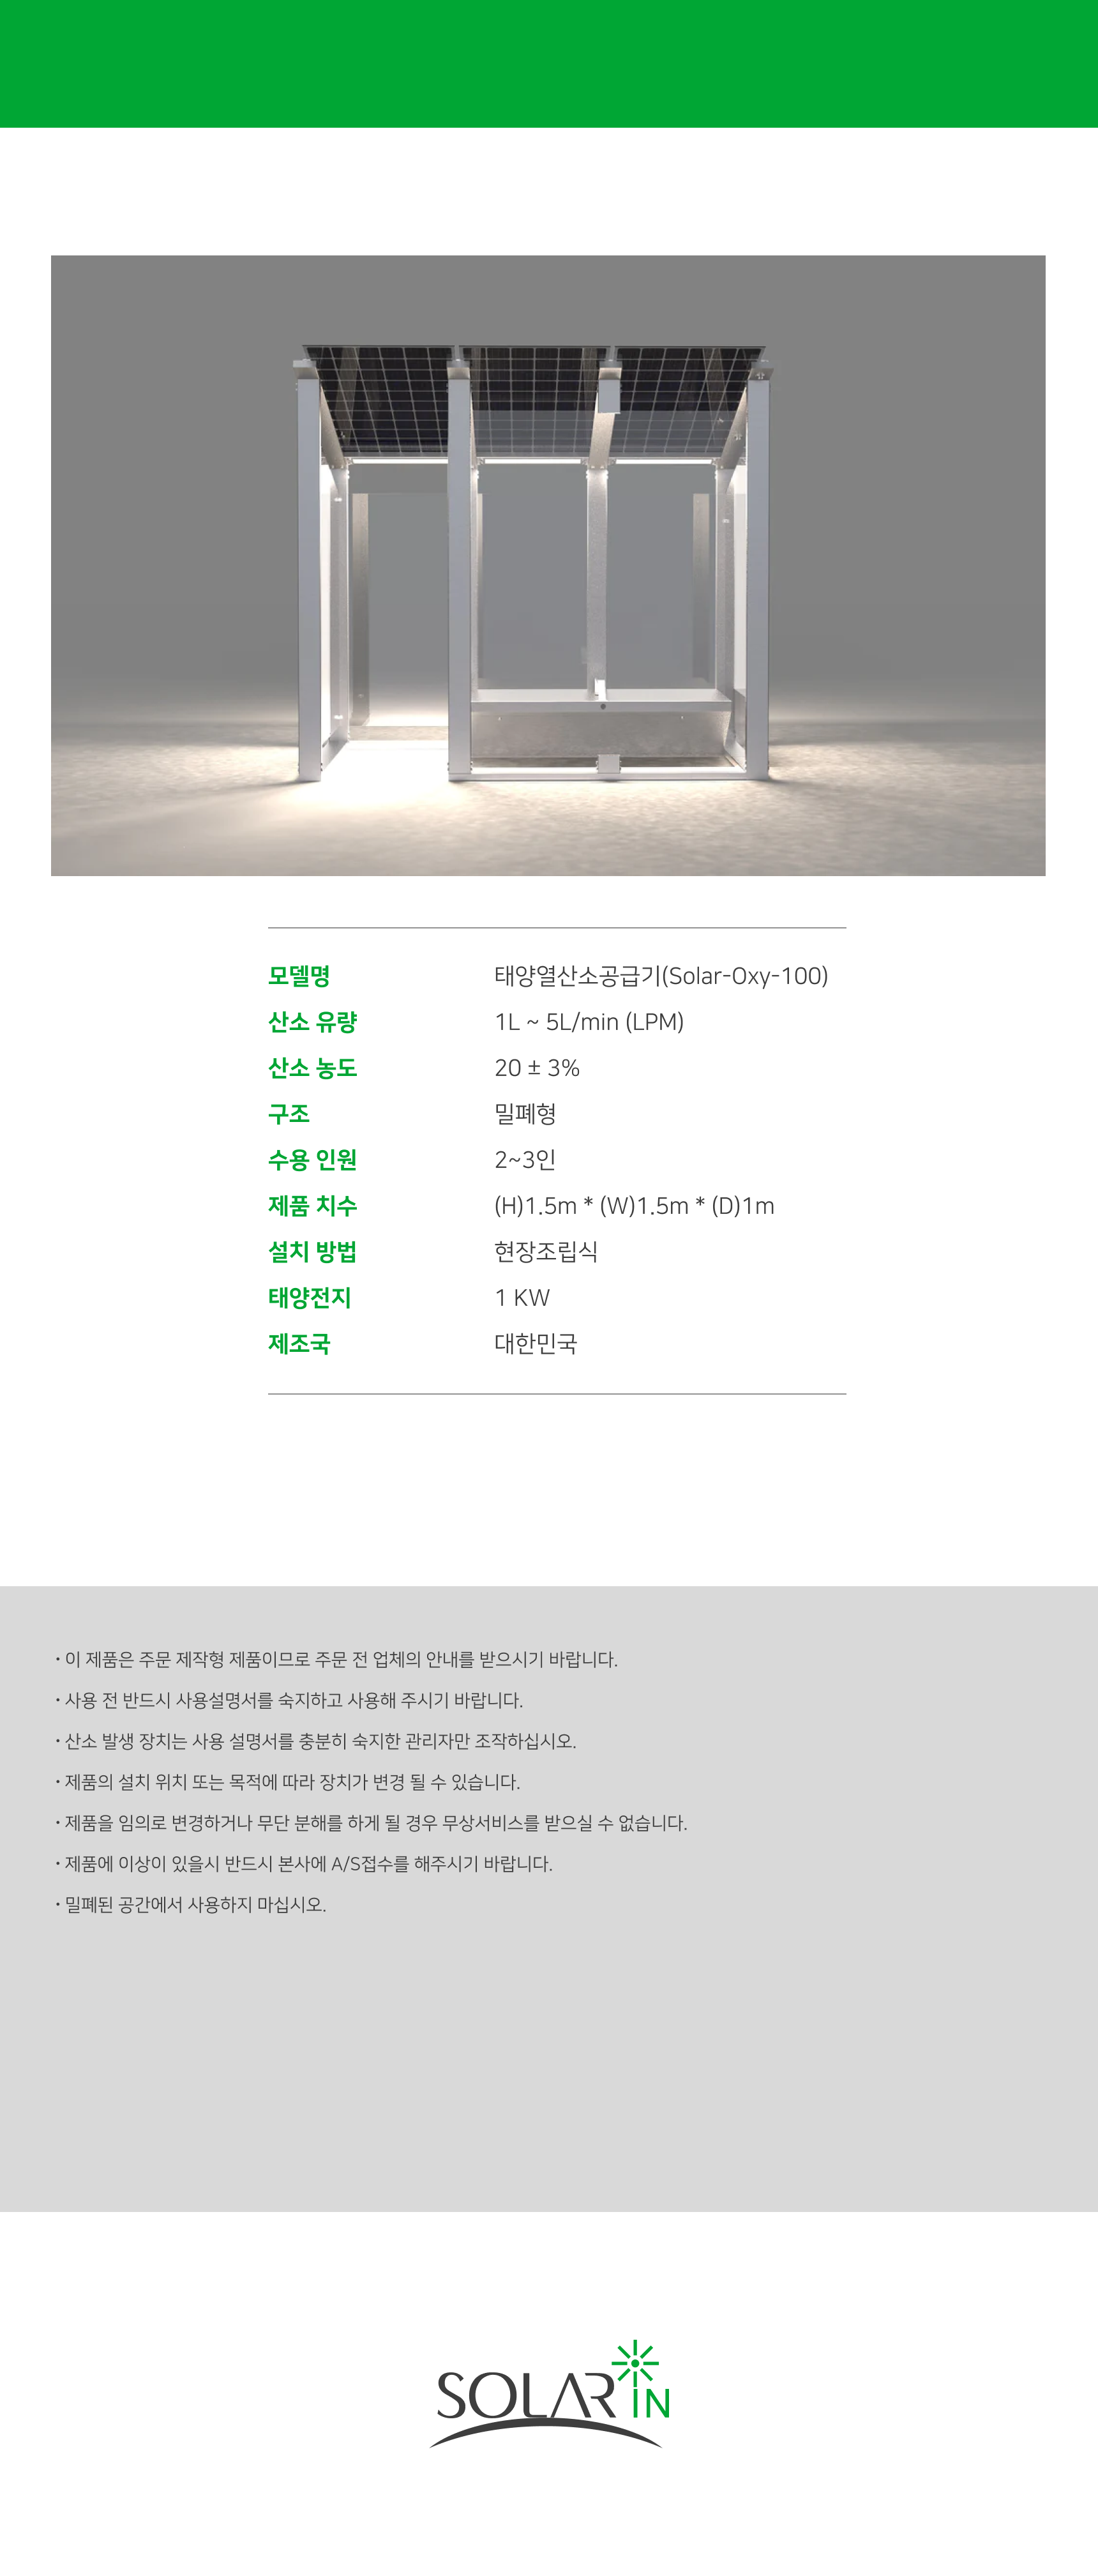 모델명 태양열산소공급기(Solar-Oxy-100)
산소 유량 1L ~ 5L/min (LPM)
산소 농도 20 ± 3%
구조 밀폐형
수용 인원 2~3인
제품 치수 (H)1.5m * (W)1.5m * (D)1m
설치 방법 현장조립식
태양전지 1 KW
제조국 대한민국
• 이 제품은 주문 제작형 제품이므로 주문 전 업체의 안내를 받으시기 바랍니다.
• 사용 전 반드시 사용설명서를 숙지하고 사용해 주시기 바랍니다.
• 산소 발생 장치는 사용 설명서를 충분히 숙지한 관리자만 조작하십시오.
• 제품의 설치 위치 또는 목적에 따라 장치가 변경 될 수 있습니다.
• 제품을 임의로 변경하거나 무단 분해를 하게 될 경우 무상서비스를 받으실 수 없습니다.
• 제품에 이상이 있을시 반드시 본사에 A/S접수를 해주시기 바랍니다.
• 밀폐된 공간에서 사용하지 마십시오.
SOLAR IN